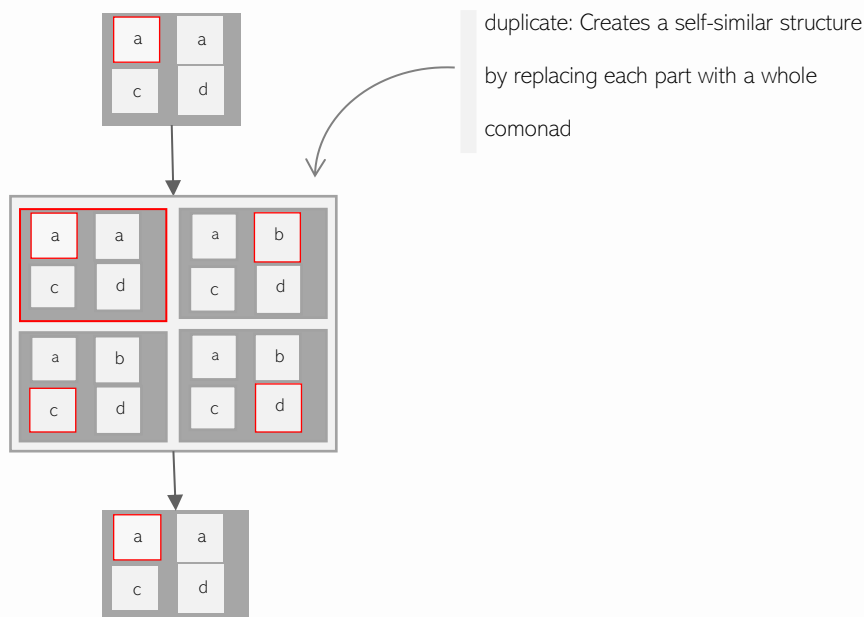 duplicate: Creates a self-similar structure
by replacing each part with a whole
comonad
a a
c d
a a
c d
a b
c d
a b
c d
a b
c d
a a
c d